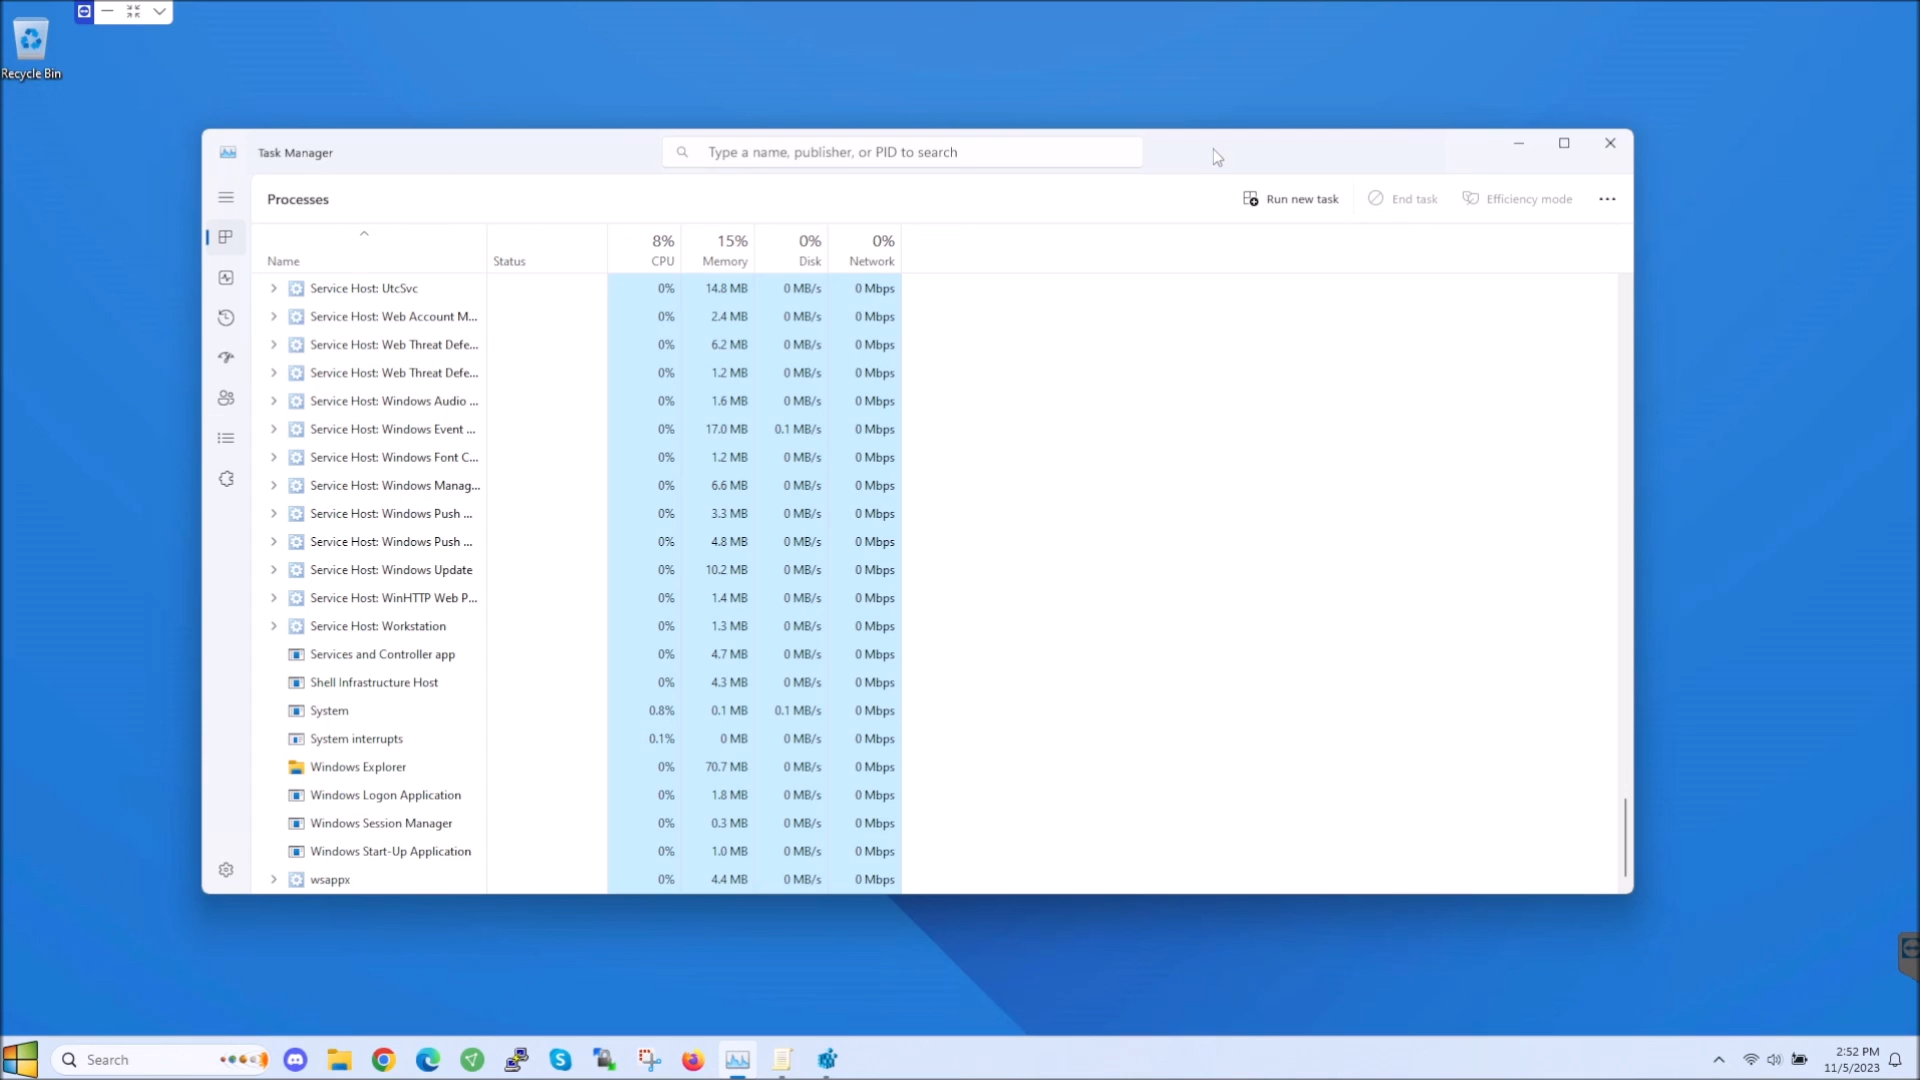 Recycle Bin
Task Manager
Type a name, publisher, or PID to search
Processes
Run new task
End task
Efficiency mode
Name
Status
8%
CPU
15%
Memory
0%
Disk
0%
Network
Service Host: UtcSvc 0% 14.8 MB 0 MB/s 0 Mbps
Service Host: Web Account M... 0% 2.4 MB 0 MB/s 0 Mbps
Service Host: Web Threat Defe... 0% 6.2 MB 0 MB/s 0 Mbps
Service Host: Web Threat Defe... 0% 1.2 MB 0 MB/s 0 Mbps
Service Host: Windows Audio ... 0% 1.6 MB 0 MB/s 0 Mbps
Service Host: Windows Event ... 0% 17.0 MB 0.1 MB/s 0 Mbps
Service Host: Windows Font C... 0% 1.2 MB 0 MB/s 0 Mbps
Service Host: Windows Manag... 0% 6.6 MB 0 MB/s 0 Mbps
Service Host: Windows Push ... 0% 3.3 MB 0 MB/s 0 Mbps
Service Host: Windows Push ... 0% 4.8 MB 0 MB/s 0 Mbps
Service Host: Windows Update 0% 10.2 MB 0 MB/s 0 Mbps
Service Host: WinHTTP Web P... 0% 1.4 MB 0 MB/s 0 Mbps
Service Host: Workstation 0% 1.3 MB 0 MB/s 0 Mbps
Services and Controller app 0% 4.7 MB 0 MB/s 0 Mbps
Shell Infrastructure Host 0% 4.3 MB 0 MB/s 0 Mbps
System 0.8% 0.1 MB 0.1 MB/s 0 Mbps
System interrupts 0.1% 0 MB 0 MB/s 0 Mbps
Windows Explorer 0% 70.7 MB 0 MB/s 0 Mbps
Windows Logon Application 0% 1.8 MB 0 MB/s 0 Mbps
Windows Session Manager 0% 0.3 MB 0 MB/s 0 Mbps
Windows Start-Up Application 0% 1.0 MB 0 MB/s 0 Mbps
wsappx 0% 4.4 MB 0 MB/s 0 Mbps
Search
2:52 PM
11/5/2023